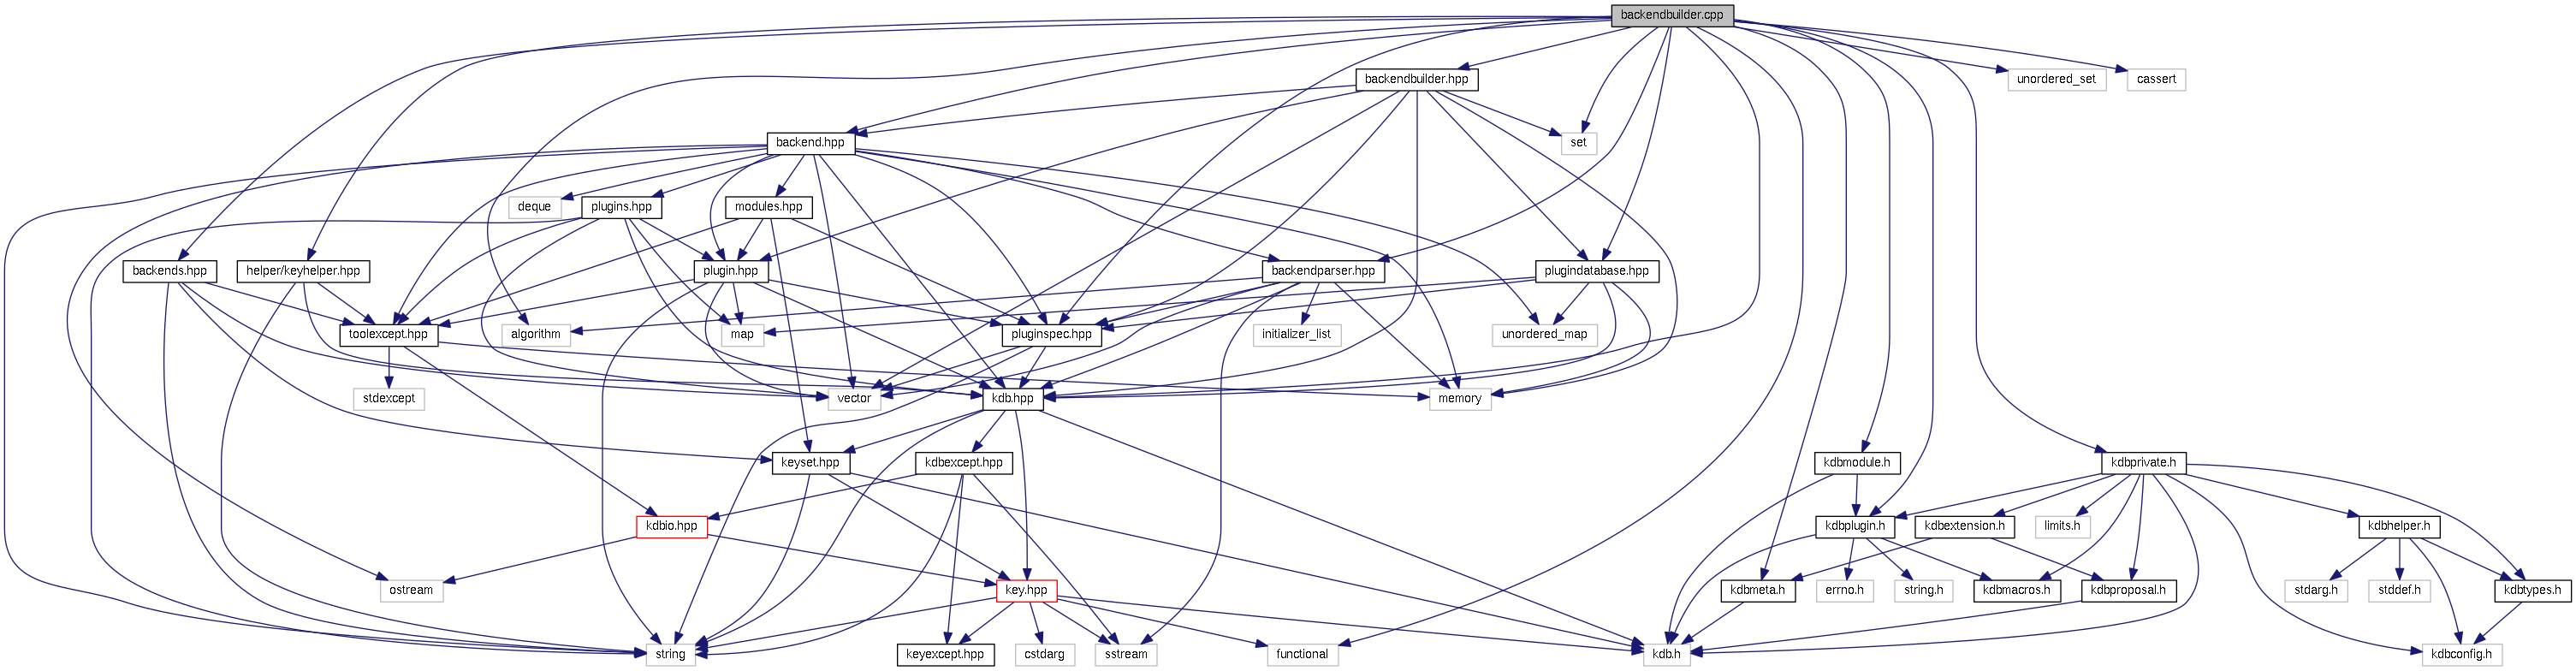 backendbuilder.cpp
backendbuilder.hpp
unordered_set
cassert
backend.hpp
set
deque
plugins.hpp
modules.hpp
backends.hpp
helper/keyhelper.hpp
plugin.hpp
backendparser.hpp
plugindatabase.hpp
toolexcept.hpp
algorithm
map
pluginspec.hpp
initializer_list
unordered_map
stdexcept
vector
kdb.hpp
memory
keyset.hpp
kdbexcept.hpp
kdbmodule.h
kdbprivate.h
kdbio.hpp
kdbplugin.h
kdbextension.h
limits.h
kdbhelper.h
ostream
key.hpp
kdbmeta.h
errno.h
string.h
kdbmacros.h
kdbproposal.h
stdarg.h
stddef.h
kdbtypes.h
string
keyexcept.hpp
cstdarg
sstream
functional
kdb.h
kdbconfig.h